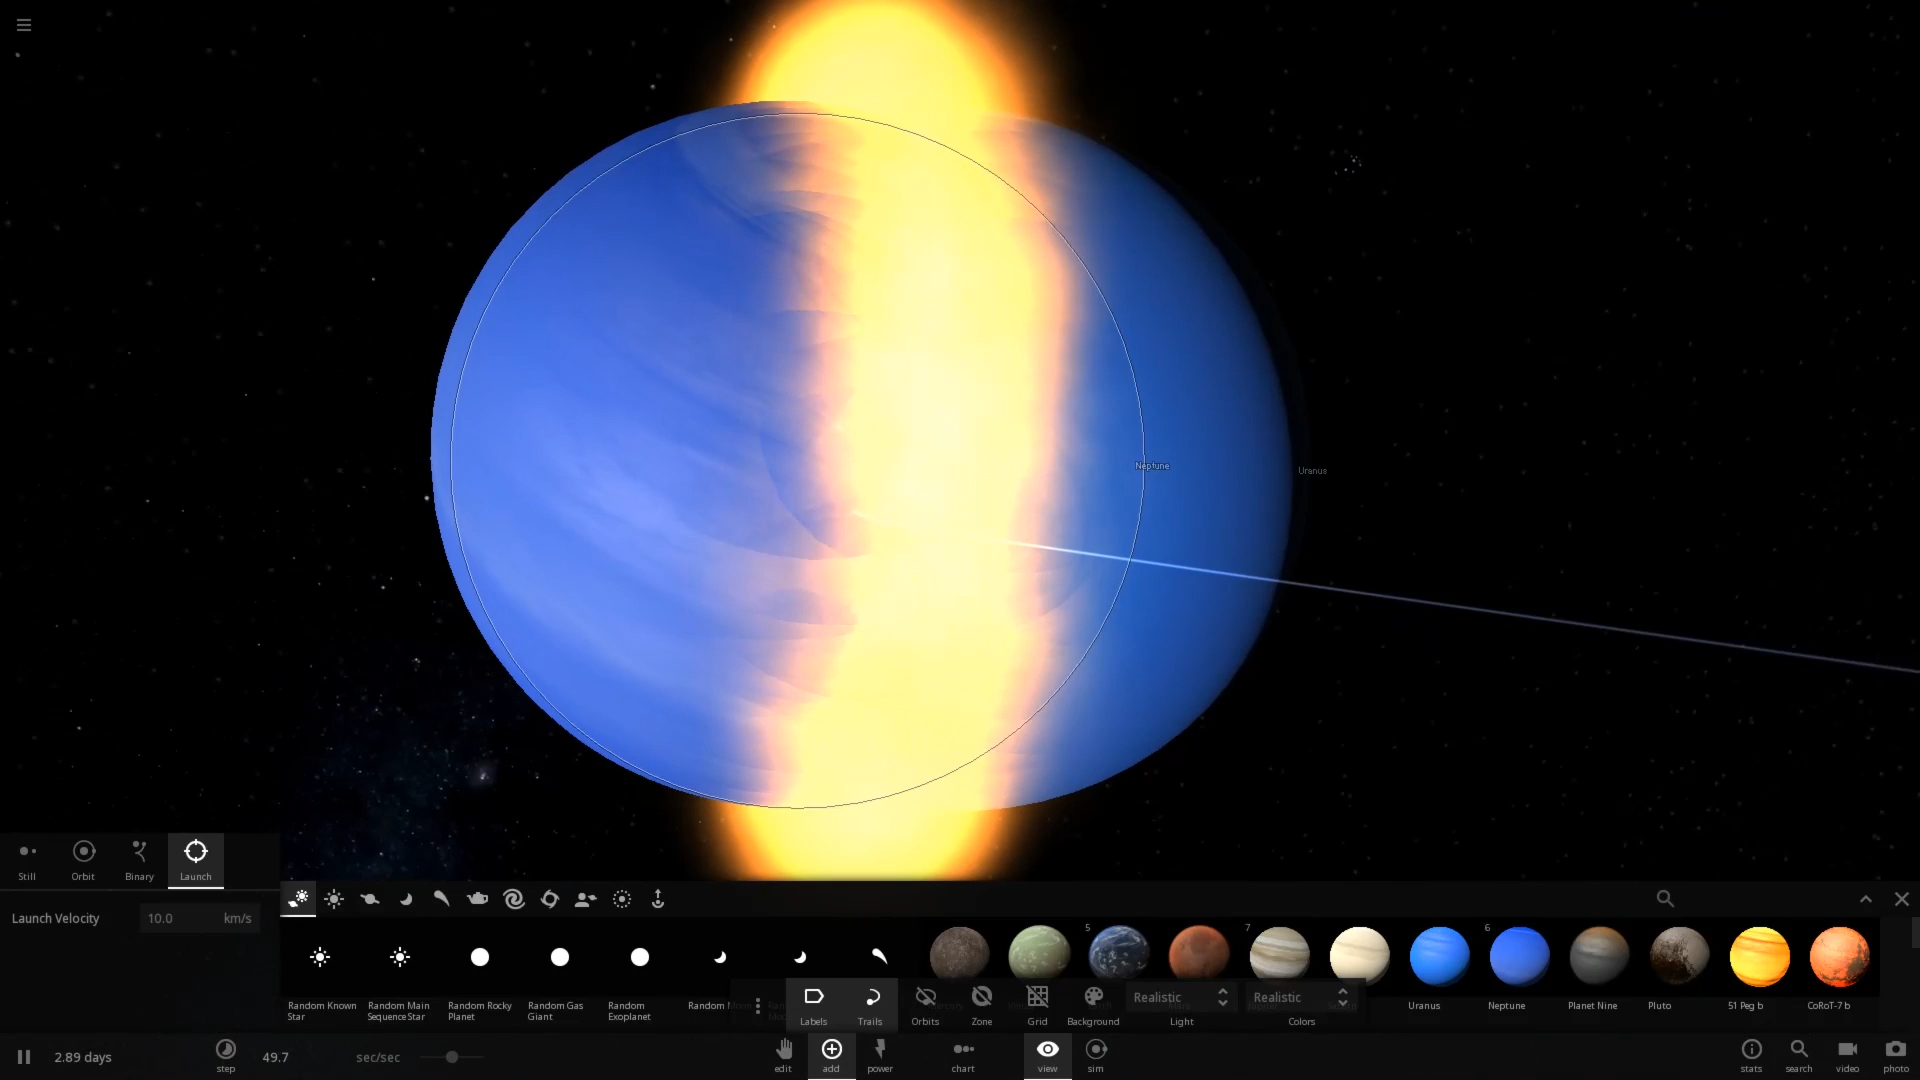 Neptune
Uranus
Still
Orbit
Binary
Launch
Launch Velocity
10.0
km/s
5
7
6
Random Known
Star
Random Main
Sequence Star
Random Rocky
Planet
Random Gas
Giant
Random
Exoplanet
Uranus
Neptune
Planet Nine
Pluto
51 Peg b
CoRoT-7 b
Labels
Trails
Orbits
Zone
Grid
Background
Realistic
Light
Realistic
Colors
2.89 days
step
49.7
sec/sec
edit
add
power
chart
view
sim
stats
search
video
photo